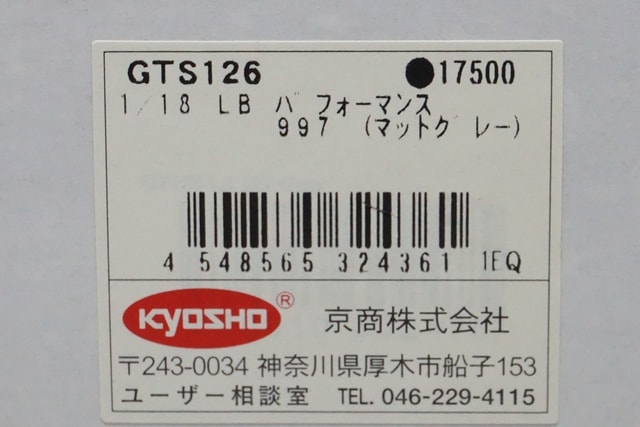 GTS126 ●17500
1/18 LB パフォーマンス
997 (マットグレー)
4 548565 324361 1EQ
KYOSHO ® 京商株式会社
〒243-0034 神奈川県厚木市船子153
ユーザー相談室 TEL. 046-229-4115